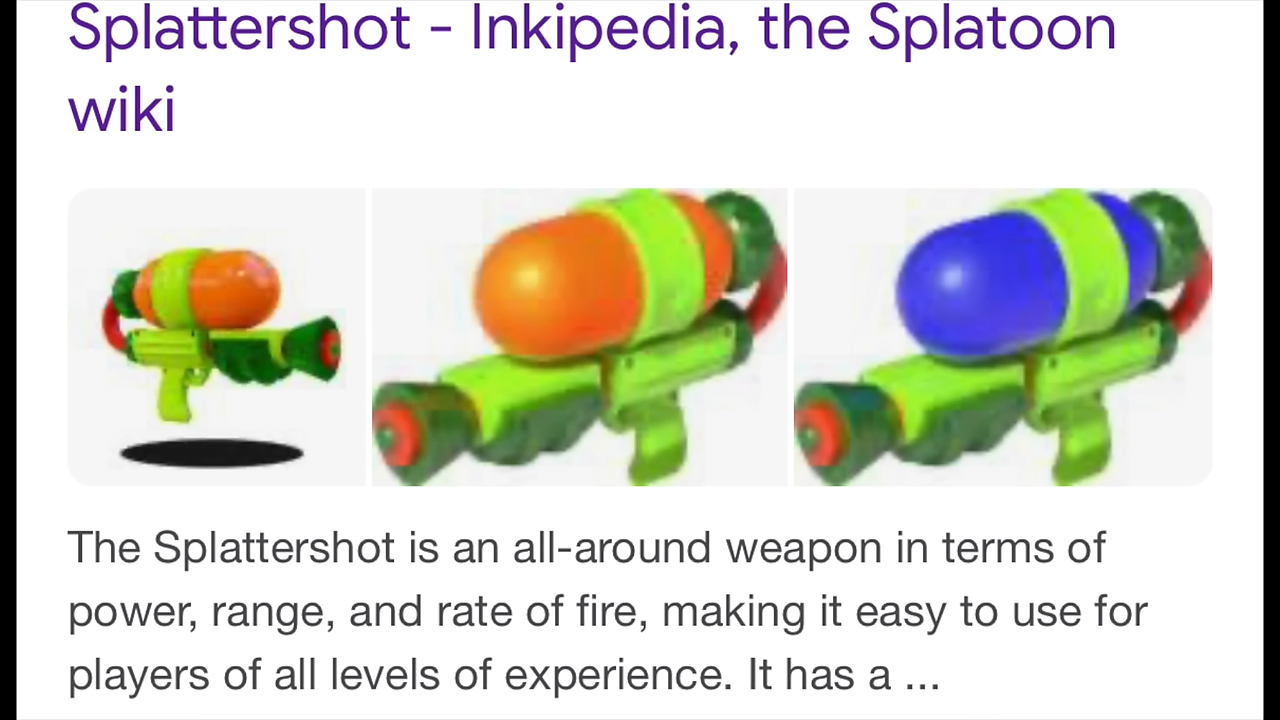 Splattershot - Inkipedia, the Splatoon
wiki
The Splattershot is an all-around weapon in terms of
power, range, and rate of fire, making it easy to use for
players of all levels of experience. It has a ...